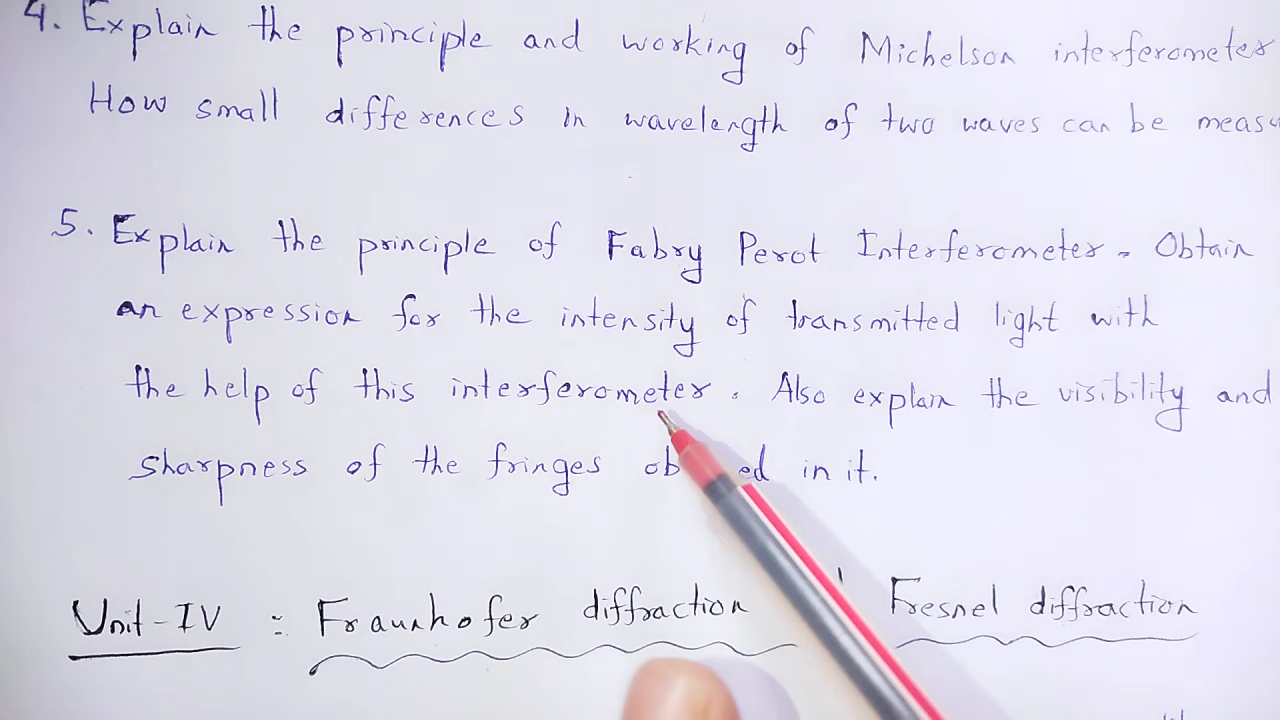 4. Explain the principle and working of Michelson interferometer
How small differences in wavelength of two waves can be
5. Explain the principle of Fabry Perot Interferometer. Obtain
an expression for the intensity of transmitted light with
the help of this interferometer. Also explain the visibility and
sharpness of the fringes in it.
Unit-IV : Fraunhofer diffraction Fresnel diffraction